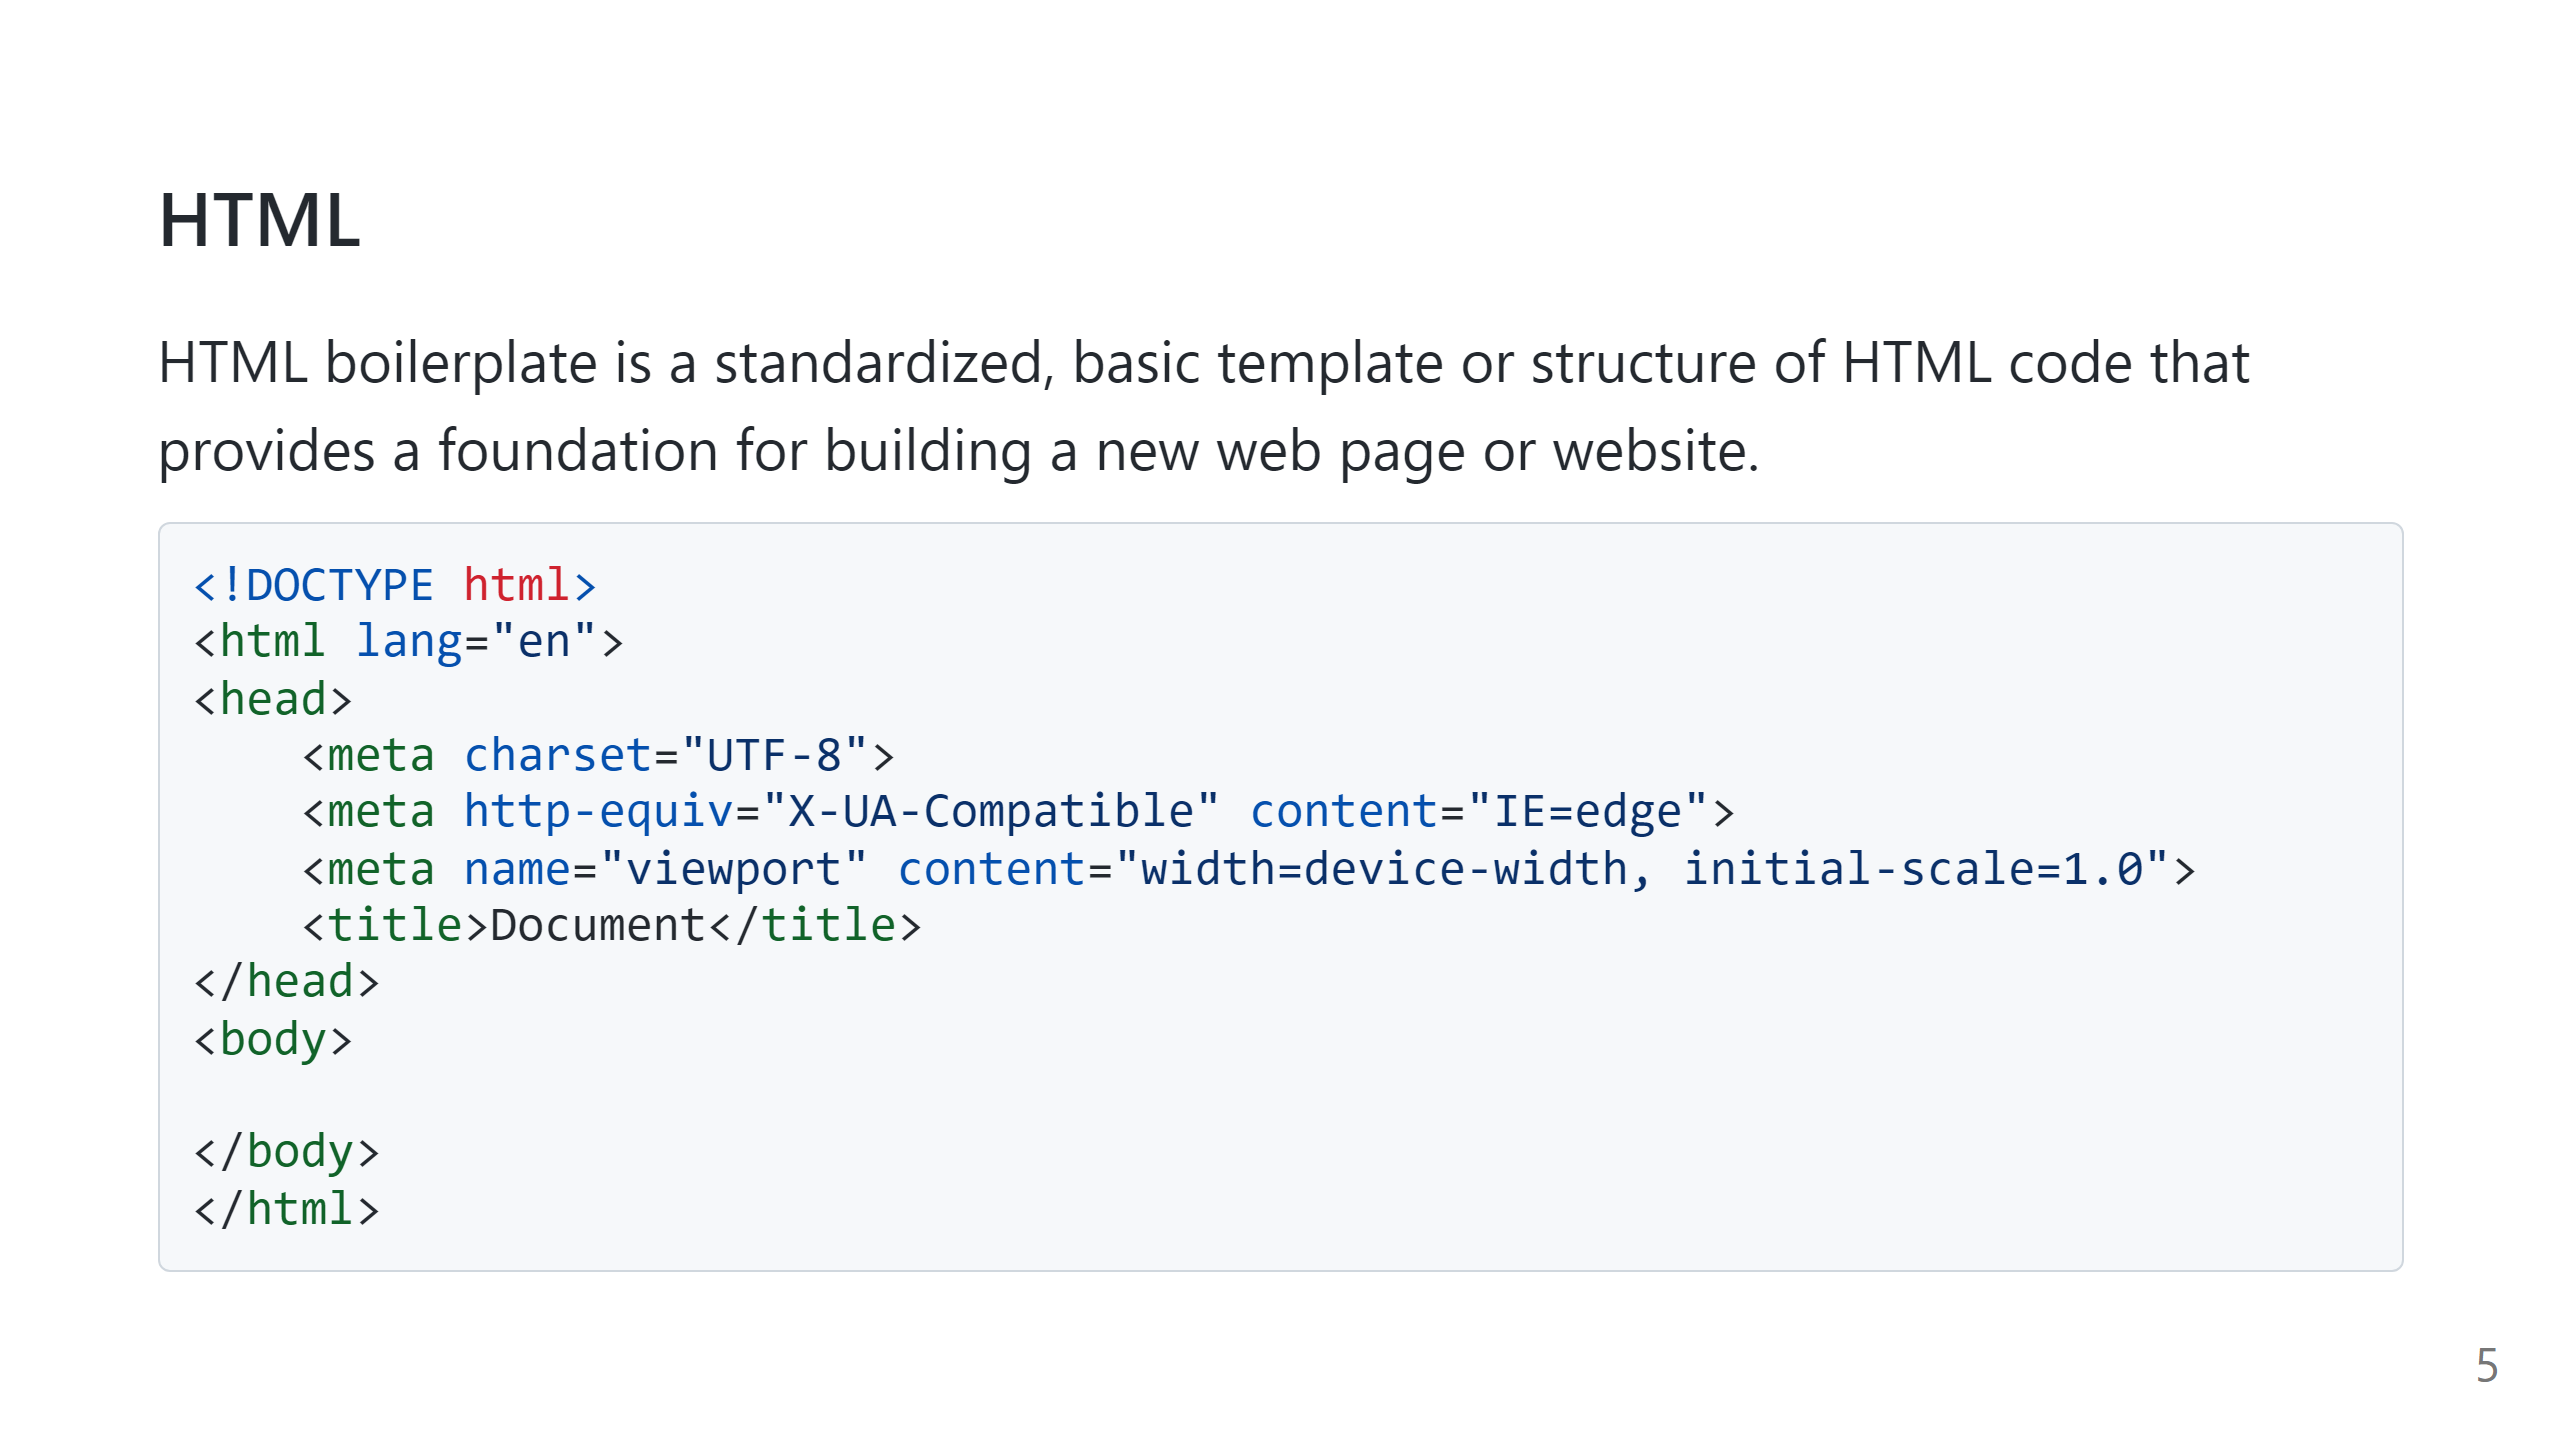 HTML
HTML boilerplate is a standardized, basic template or structure of HTML code that
provides a foundation for building a new web page or website.
<!DOCTYPE html>
<html lang="en">
<head>
    <meta charset="UTF-8">
    <meta http-equiv="X-UA-Compatible" content="IE=edge">
    <meta name="viewport" content="width=device-width, initial-scale=1.0">
    <title>Document</title>
</head>
<body>

</body>
</html>
5